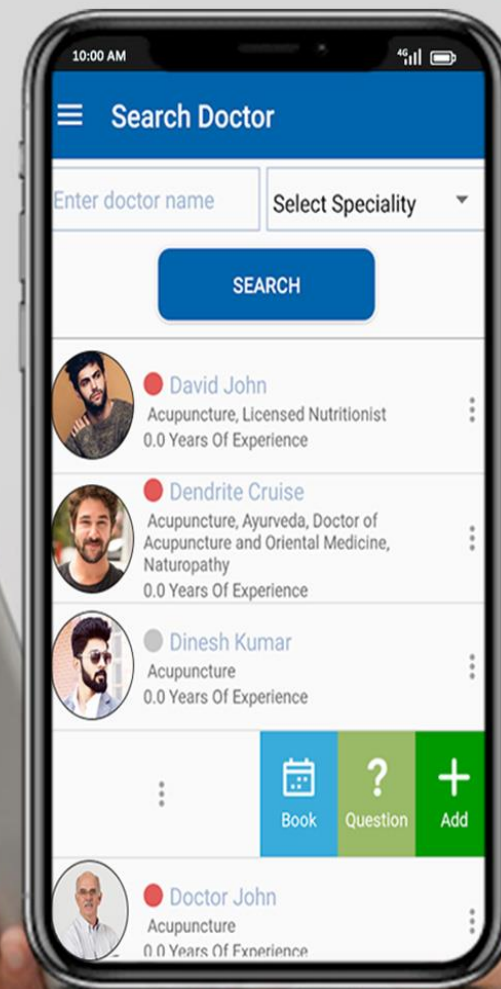 10:00 AM
4G
Search Doctor
Enter doctor name
Select Speciality
SEARCH
David John
Acupuncture, Licensed Nutritionist
0.0 Years Of Experience
Dendrite Cruise
Acupuncture, Ayurveda, Doctor of
Acupuncture and Oriental Medicine,
Naturopathy
0.0 Years Of Experience
Dinesh Kumar
Acupuncture
0.0 Years Of Experience
Book
? Question
+ Add
Doctor John
Acupuncture
0.0 Years Of Experience